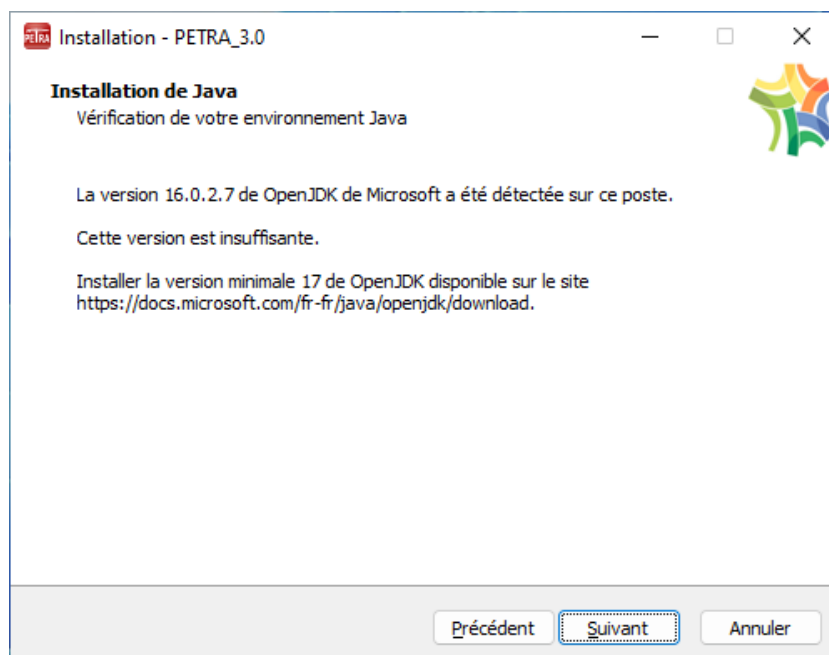 PETRA Installation - PETRA_3.0
Installation de Java
Vérification de votre environnement Java
La version 16.0.2.7 de OpenJDK de Microsoft a été détectée sur ce poste.
Cette version est insuffisante.
Installer la version minimale 17 de OpenJDK disponible sur le site
https://docs.microsoft.com/fr-fr/java/openjdk/download.
Précédent Suivant Annuler